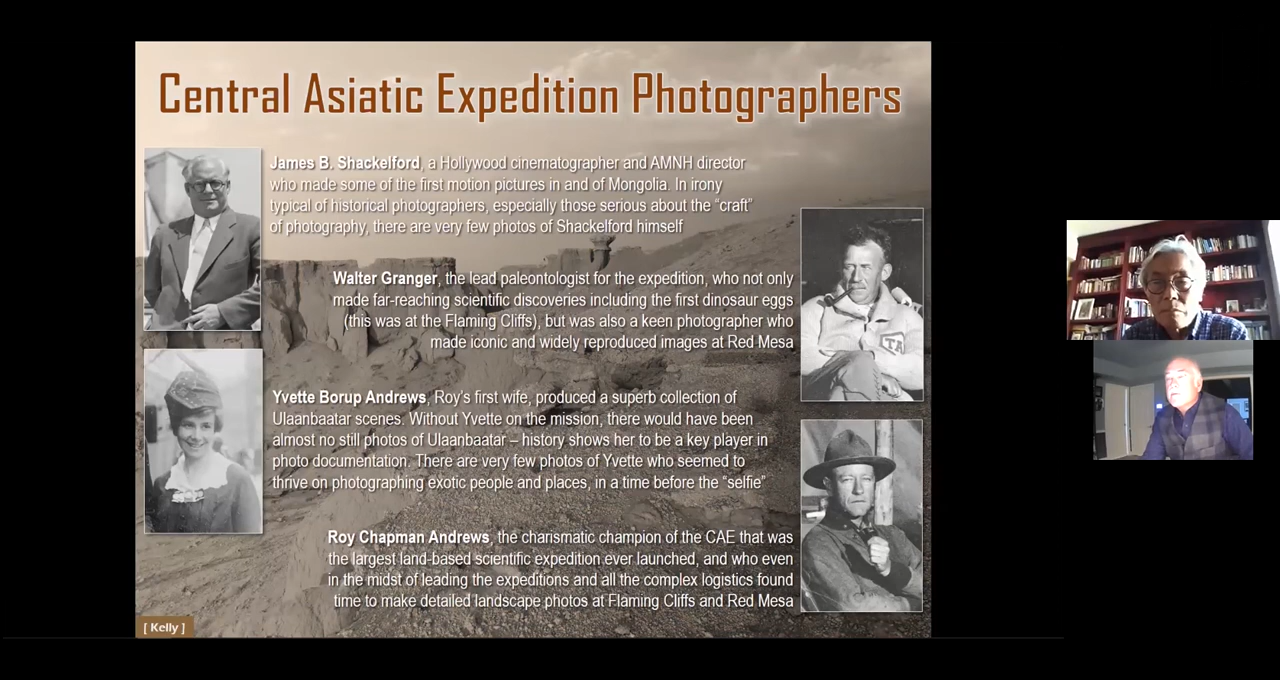 Central Asiatic Expedition Photographers
James B. Shackelford, a Hollywood cinematographer and AMNH director
who made some of the first motion pictures in and of Mongolia. In irony
typical of historical photographers, especially those serious about the “craft”
of photography, there are very few photos of Shackelford himself
Walter Granger, the lead paleontologist for the expedition, who not only
made far-reaching scientific discoveries including the first dinosaur eggs
(this was at the Flaming Cliffs), but was also a keen photographer who
made iconic and widely reproduced images at Red Mesa
Yvette Borup Andrews, Roy’s first wife, produced a superb collection of
Ulaanbaatar scenes. Without Yvette on the mission, there would have been
almost no still photos of Ulaanbaatar – history shows her to be a key player in
photo documentation. There are very few photos of Yvette who seemed to
thrive on photographing exotic people and places, in a time before the “selfie”
Roy Chapman Andrews, the charismatic champion of the CAE that was
the largest land-based scientific expedition ever launched, and who even
in the midst of leading the expeditions and all the complex logistics found
time to make detailed landscape photos at Flaming Cliffs and Red Mesa
[ Kelly ]